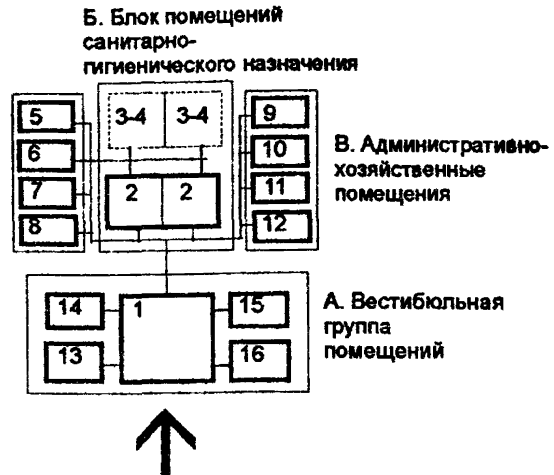 Б. Блок помещений
санитарно-
гигиенического назначения
5
6
7
8
3-4 3-4
2 2
9
10
11
12
В. Административно-
хозяйственные
помещения
14
13
1
15
16
А. Вестибюльная
группа
помещений